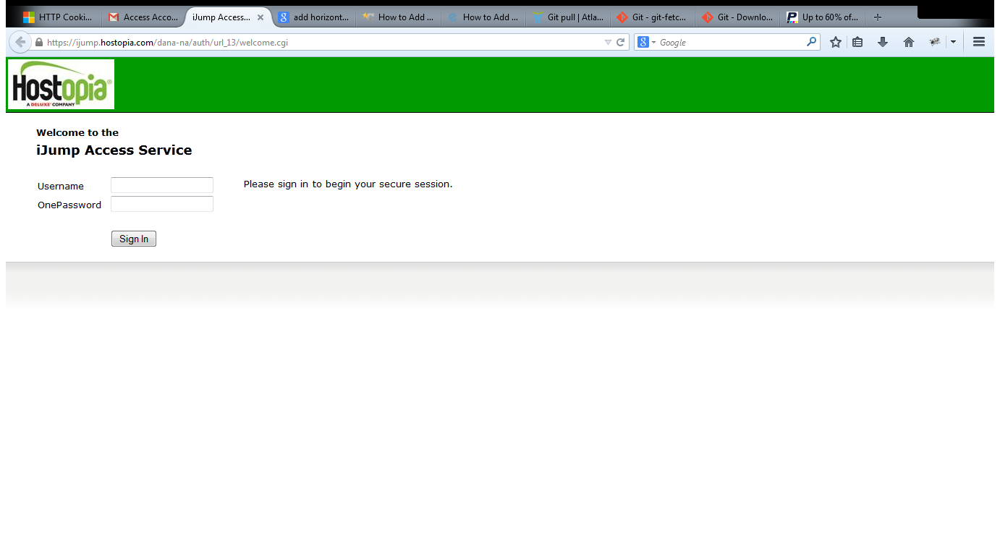 HTTP Cooki...
Access Acco...
iJump Access...
add horizont...
How to Add ...
How to Add ...
Git pull | Atla...
Git - git-fetc...
Git - Downlo...
Up to 60% of...
https://ijump.hostopia.com/dana-na/auth/url_13/welcome.cgi
Google
Hostopia®
A DELUXE® COMPANY
Welcome to the
iJump Access Service
Username
Please sign in to begin your secure session.
OnePassword
Sign In